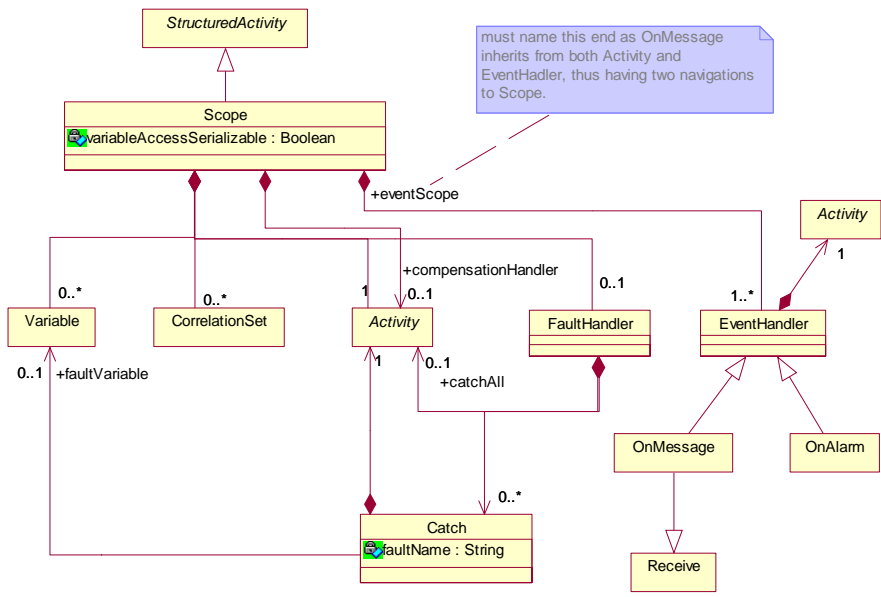 StructuredActivity
must name this end as OnMessage
inherits from both Activity and
EventHadler, thus having two navigations
to Scope.
Scope
variableAccessSerializable : Boolean
+eventScope
Activity
1
+compensationHandler
0..*
0..*
1
0..1
0..1
1..*
Variable
CorrelationSet
Activity
FaultHandler
EventHandler
0..1
+faultVariable
1
0..1
+catchAll
OnMessage
OnAlarm
0..*
Catch
faultName : String
Receive